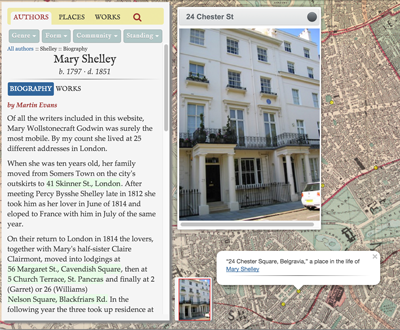 AUTHORS PLACES WORKS
Genre Form Community Standing
All authors :: Shelley :: Biography
Mary Shelley
b. 1797 - d. 1851
BIOGRAPHY WORKS
by Martin Evans
Of all the writers included in this website,
Mary Wollstonecraft Godwin was surely the
most mobile. By my count she lived at 25
different addresses in London.
When she was ten years old, her family
moved from Somers Town on the city's
outskirts to 41 Skinner St., London. After
meeting Percy Bysshe Shelley late in 1812 she
took him as her lover in June of 1814 and
eloped to France with him in July of the same
year.
On their return to London in 1814 the lovers,
together with Mary's half-sister Claire
Clairmont, moved into lodgings at
56 Margaret St., Cavendish Square, then at
5 Church Terrace, St. Pancras and finally at 2
(Garret) or 26 (Williams)
Nelson Square, Blackfriars Rd. In the
following year the three took up residence at
24 Chester St
"24 Chester Square, Belgravia," a place in the life of
Mary Shelley